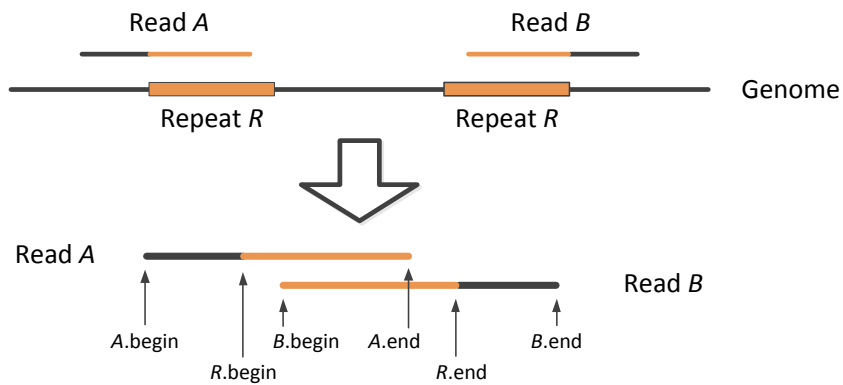 Read A
Read B
Genome
Repeat R
Repeat R
Read A
Read B
A.begin
B.begin
A.end
B.end
R.begin
R.end